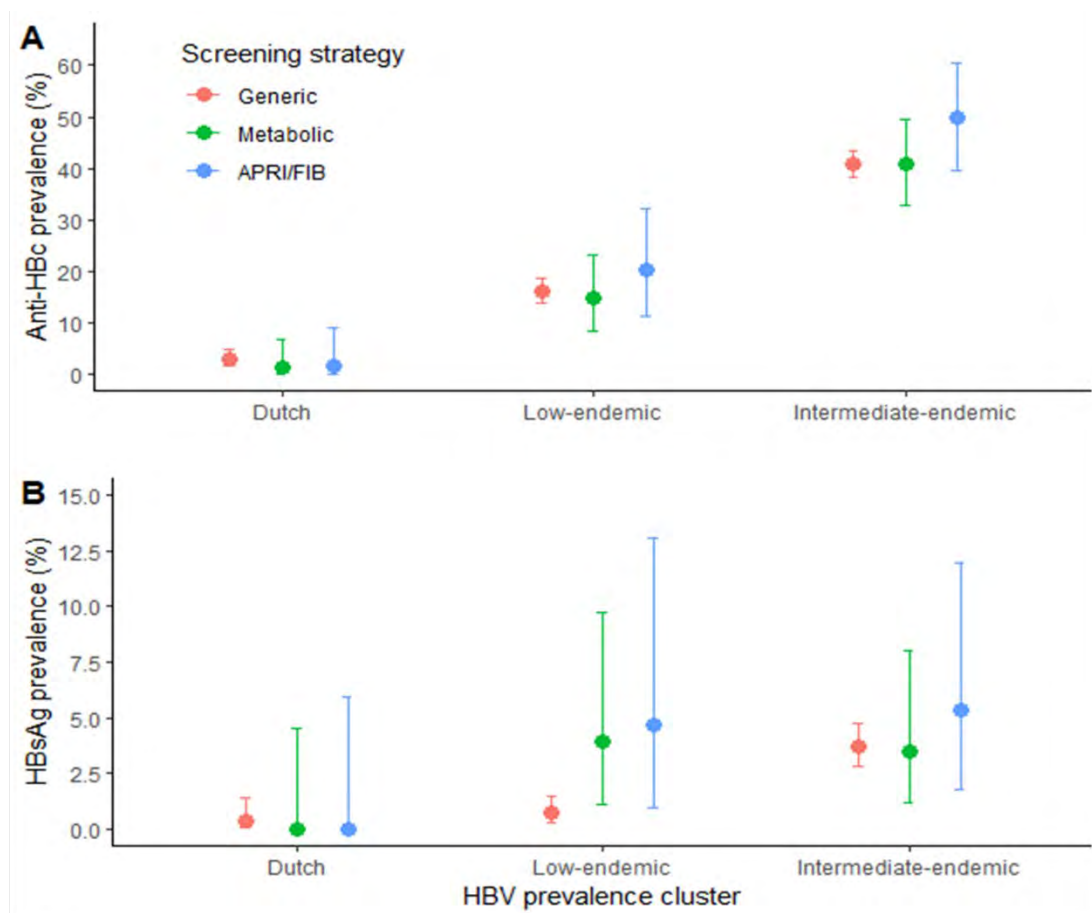 A
Anti-HBc prevalence (%)
60
50
40
30
20
10
0
Screening strategy
Generic
Metabolic
APRI/FIB
Dutch Low-endemic Intermediate-endemic
B
HBsAg prevalence (%)
15.0
12.5
10.0
7.5
5.0
2.5
0.0
Dutch Low-endemic Intermediate-endemic
HBV prevalence cluster